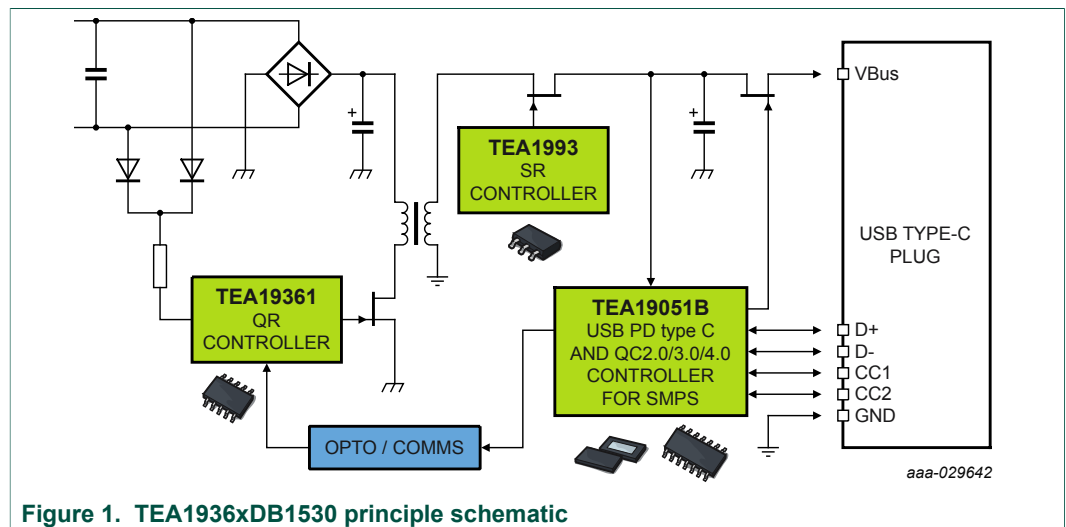 VBus
TEA1993
SR
CONTROLLER
USB TYPE-C
PLUG
TEA19361
QR
CONTROLLER
TEA19051B
USB PD type C
AND QC2.0/3.0/4.0
CONTROLLER
FOR SMPS
D+
D-
CC1
CC2
GND
OPTO / COMMS
aaa-029642
+
+
Figure 1. TEA1936xDB1530 principle schematic